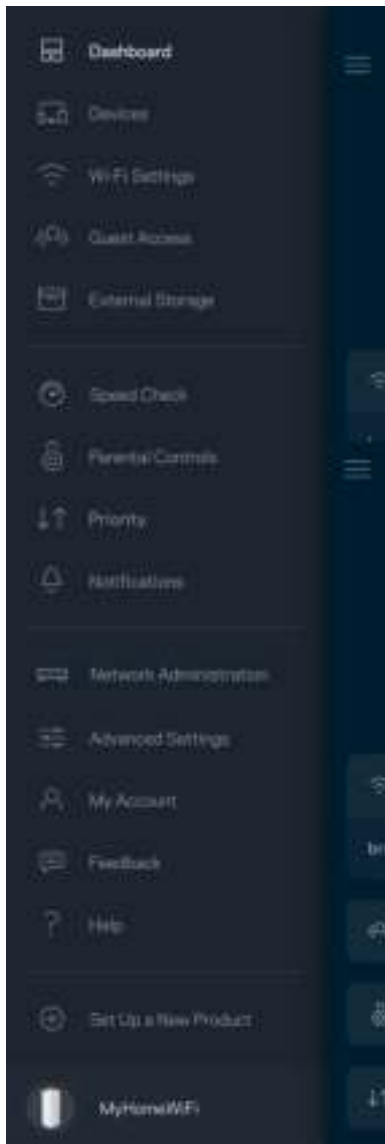 Dashboard
Devices
Wi-Fi Settings
Guest Access
External Storage
Speed Check
Parental Controls
Priority
Notifications
Network Administration
Advanced Settings
My Account
Feedback
Help
Set Up a New Product
MyHomeWiFi